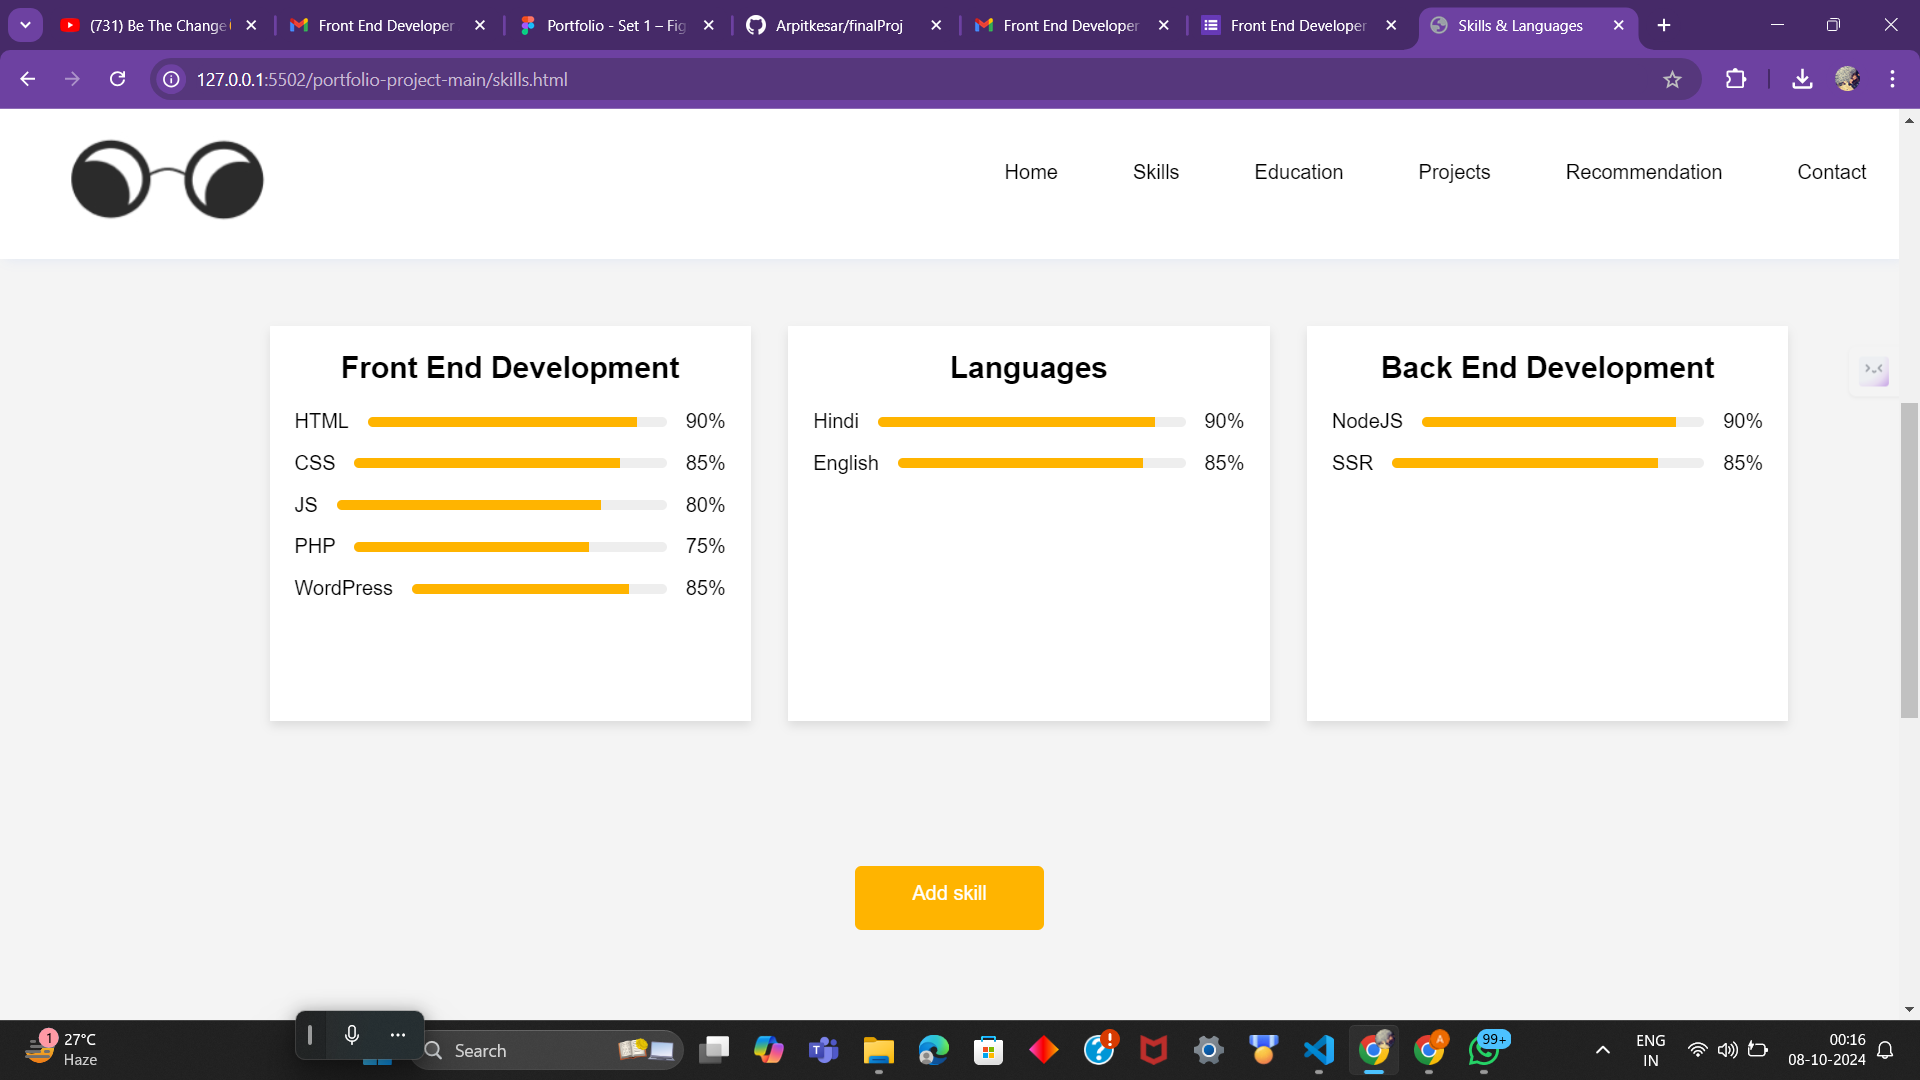 (731) Be The Change
Front End Developer
Portfolio - Set 1 – Fig
Arpitkesar/finalProj
Front End Developer
Front End Developer
Skills & Languages
127.0.0.1:5502/portfolio-project-main/skills.html
Home
Skills
Education
Projects
Recommendation
Contact
Front End Development
HTML 90%
CSS 85%
JS 80%
PHP 75%
WordPress 85%
Languages
Hindi 90%
English 85%
Back End Development
NodeJS 90%
SSR 85%
Add skill
1
27°C
Haze
Search
T
A
99+
ENG
IN
00:16
08-10-2024